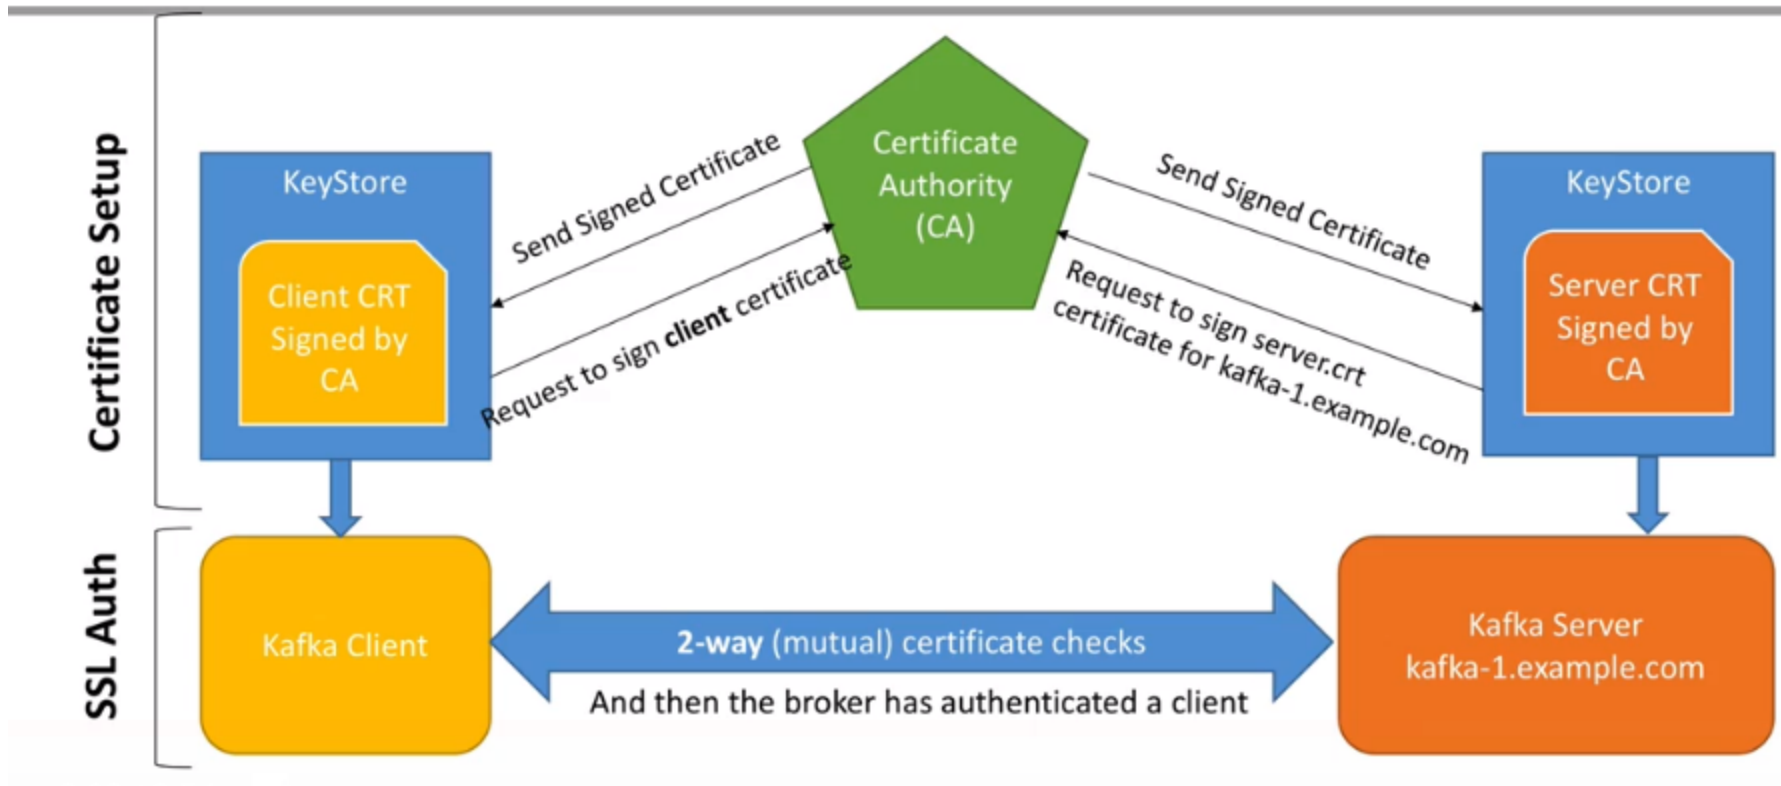 Certificate Setup
KeyStore
Client CRT
Signed by
CA
Send Signed Certificate
Request to sign client certificate
Certificate
Authority
(CA)
Send Signed Certificate
Request to sign server.crt
certificate for kafka-1.example.com
KeyStore
Server CRT
Signed by
CA
SSL Auth
Kafka Client
2-way (mutual) certificate checks
And then the broker has authenticated a client
Kafka Server
kafka-1.example.com